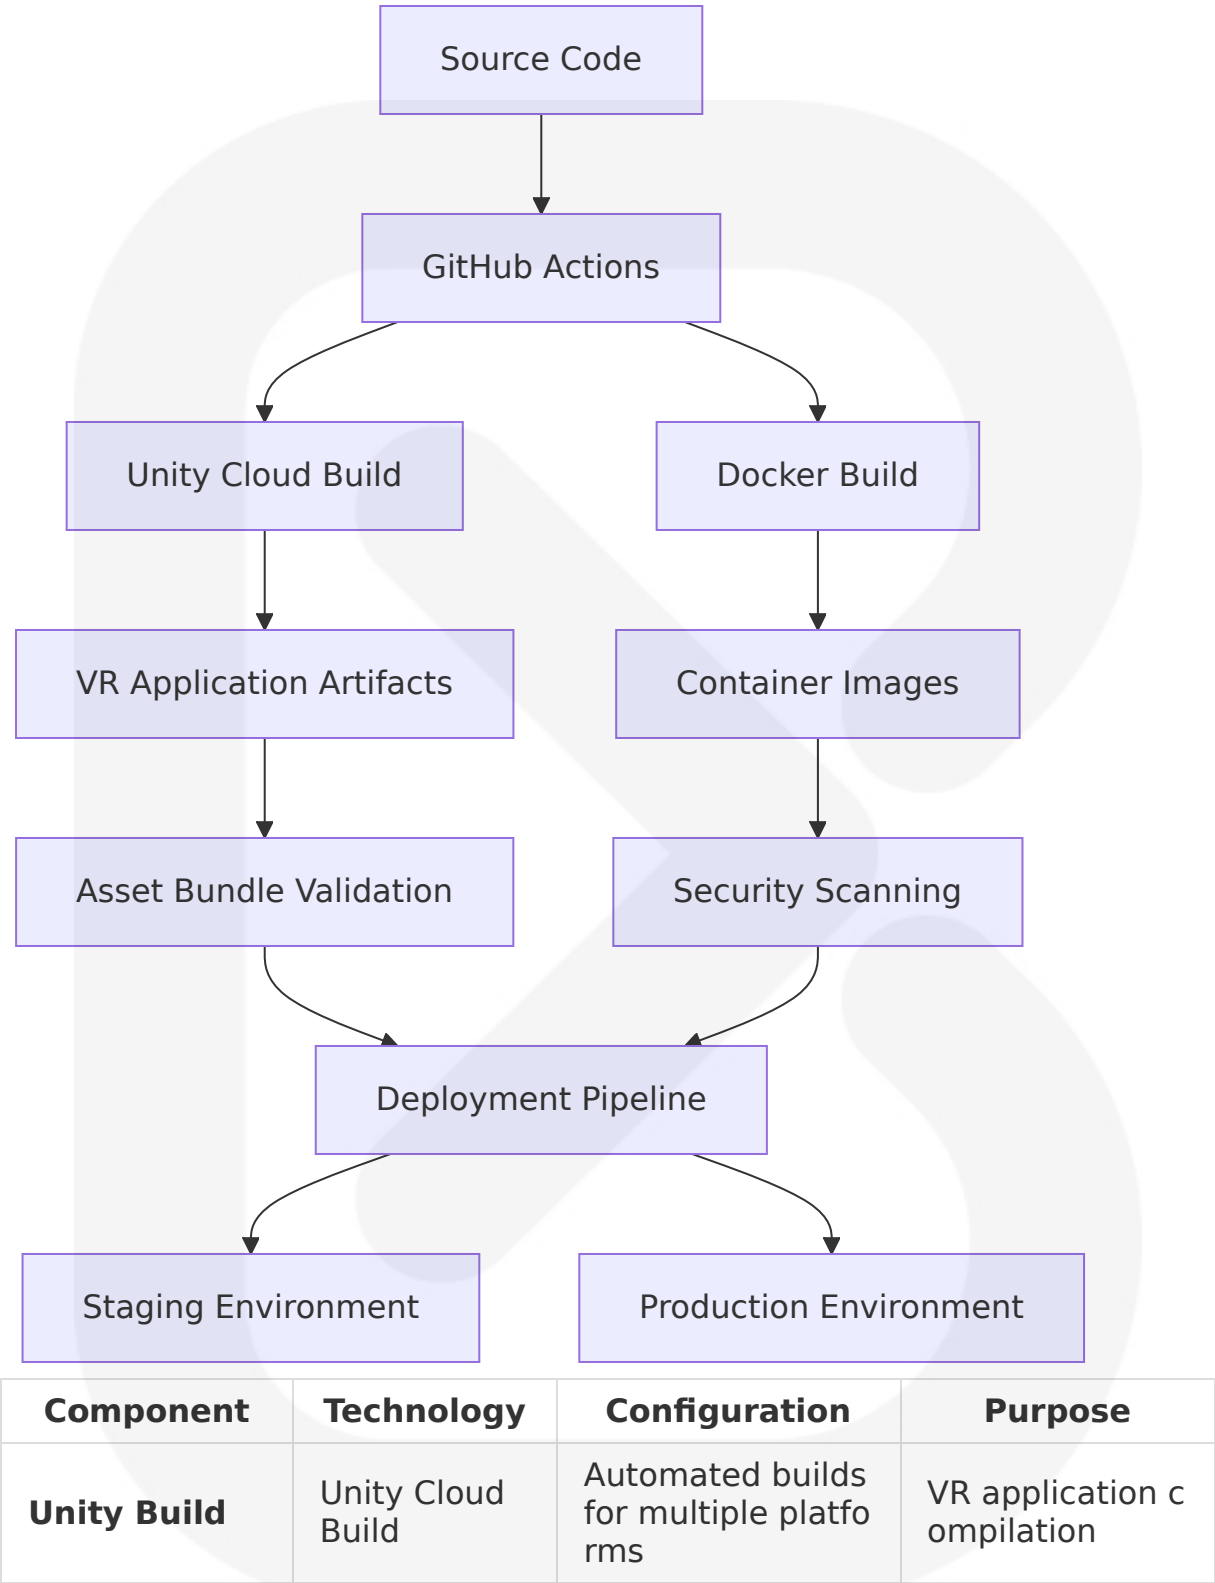 Source Code
GitHub Actions
Unity Cloud Build
Docker Build
VR Application Artifacts
Container Images
Asset Bundle Validation
Security Scanning
Deployment Pipeline
Staging Environment
Production Environment
Component
Technology
Configuration
Purpose
Unity Build
Unity Cloud
Build
Automated builds
for multiple platfo
rms
VR application c
ompilation